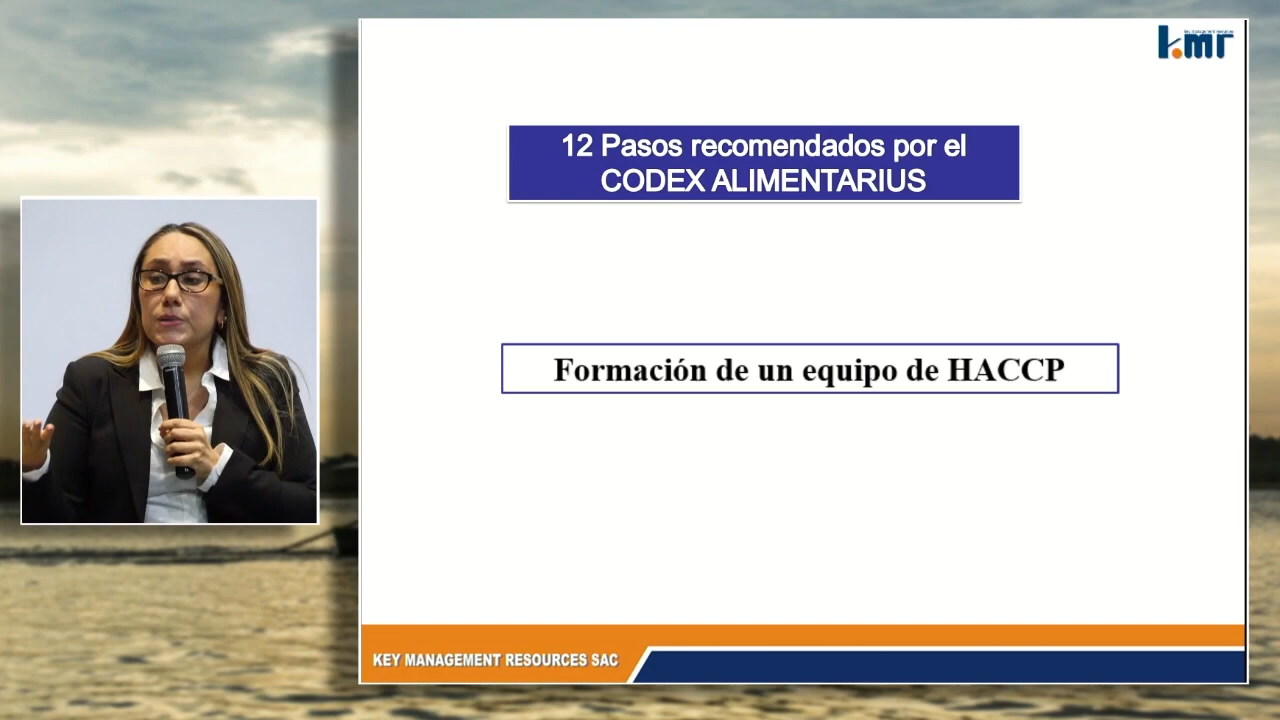 kmr
12 Pasos recomendados por el
CODEX ALIMENTARIUS
Formación de un equipo de HACCP
KEY MANAGEMENT RESOURCES SAC